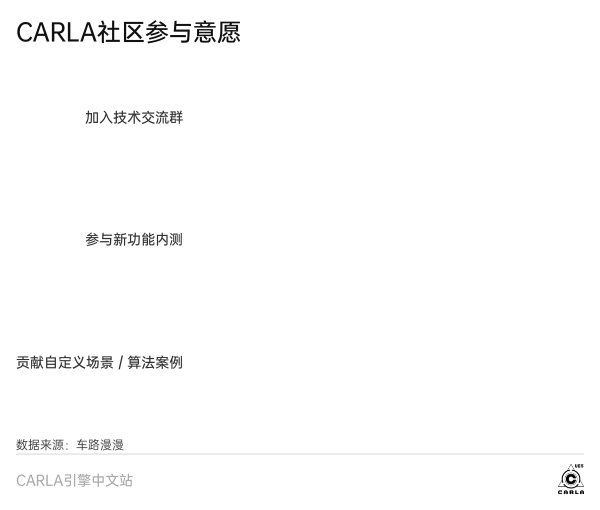 CARLA社区参与意愿
加入技术交流群
参与新功能内测
贡献自定义场景 / 算法案例
数据来源：车路漫漫
CARLA引擎中文站
UE5
CARLA